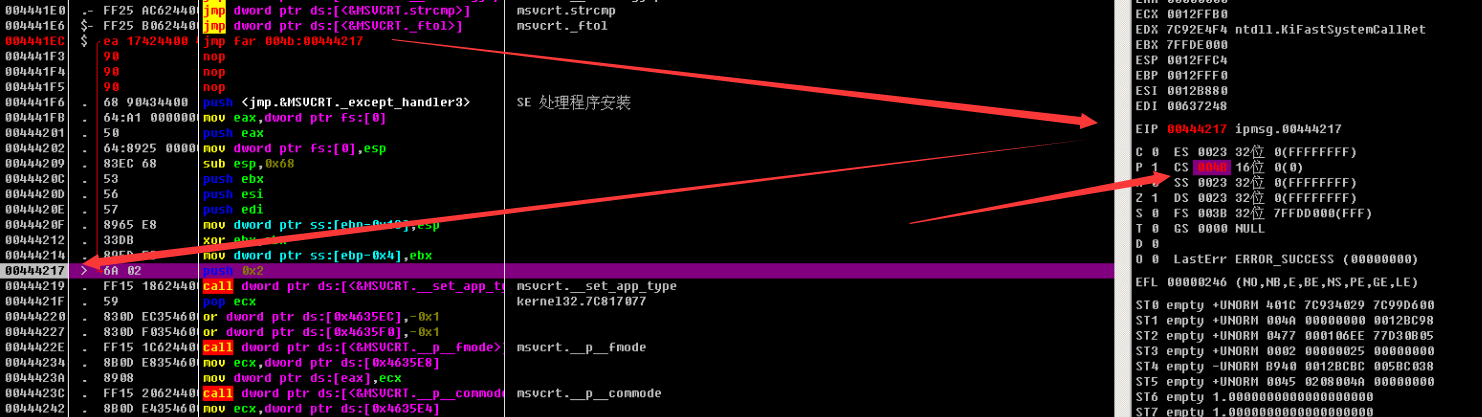 004441E0 .- FF25 AC624400 jmp dword ptr ds:[<&MSVCRT.strcmp>] msvcrt.strcmp
004441E6 $- FF25 B0624400 jmp dword ptr ds:[<&MSVCRT._ftol>] msvcrt._ftol
004441EC $ ea 17424400 jmp far 004b:00444217
004441F3 90 nop
004441F4 90 nop
004441F5 90 nop
004441F6 . 68 90434400 push <jmp.&MSVCRT._except_handler3> SE 处理程序安装
004441FB . 64:A1 0000000 mov eax,dword ptr fs:[0]
00444201 . 50 push eax
00444202 . 64:8925 00000 mov dword ptr fs:[0],esp
00444209 . 83EC 68 sub esp,0x68
0044420C . 53 push ebx
0044420D . 56 push esi
0044420E . 57 push edi
0044420F . 8965 E8 mov dword ptr ss:[ebp-0x18],esp
00444212 . 33DB xor
00444214 . mov dword ptr ss:[ebp-0x4],ebx
00444217 > 6A 02 push 0x2
00444219 . FF15 18624400 call dword ptr ds:[<&MSVCRT.__set_app_ty msvcrt.__set_app_type
0044421F . 59 pop ecx kernel32.7C817077
00444220 . 830D EC354600 or dword ptr ds:[0x4635EC],-0x1
00444227 . 830D F0354600 or dword ptr ds:[0x4635F0],-0x1
0044422E . FF15 1C624400 call dword ptr ds:[<&MSVCRT.__p__fmode>] msvcrt.__p__fmode
00444234 . 8B0D E8354600 mov ecx,dword ptr ds:[0x4635E8]
0044423A . 8908 mov dword ptr ds:[eax],ecx
0044423C . FF15 20624400 call dword ptr ds:[<&MSVCRT.__p__commode msvcrt.__p__commode
00444242 . 8B0D E4354600 mov ecx,dword ptr ds:[0x4635E4]
ECX 0012FFB0
EDX 7C92E4F4 ntdll.KiFastSystemCallRet
EBX 7FFDE000
ESP 0012FFC4
EBP 0012FFF0
ESI 0012B880
EDI 00637248
EIP 00444217 ipmsg.00444217
C 0 ES 0023 32位 0(FFFFFFFF)
P 1 CS 004B 16位 0(0)
SS 0023 32位 0(FFFFFFFF)
Z 1 DS 0023 32位 0(FFFFFFFF)
S 0 FS 003B 32位 7FFDD000(FFF)
T 0 GS 0000 NULL
D 0
O 0 LastErr ERROR_SUCCESS (00000000)
EFL 00000246 (NO,NB,E,BE,NS,PE,GE,LE)
ST0 empty +UNORM 401C 7C934029 7C99D600
ST1 empty +UNORM 004A 00000000 0012BC98
ST2 empty +UNORM 0477 000106EE 77D30B05
ST3 empty +UNORM 0002 00000025 00000000
ST4 empty -UNORM B940 0012BCBC 005BC038
ST5 empty +UNORM 0045 0208004A 00000000
ST6 empty 1.0000000000000000000
ST7 empty 1.0000000000000000000